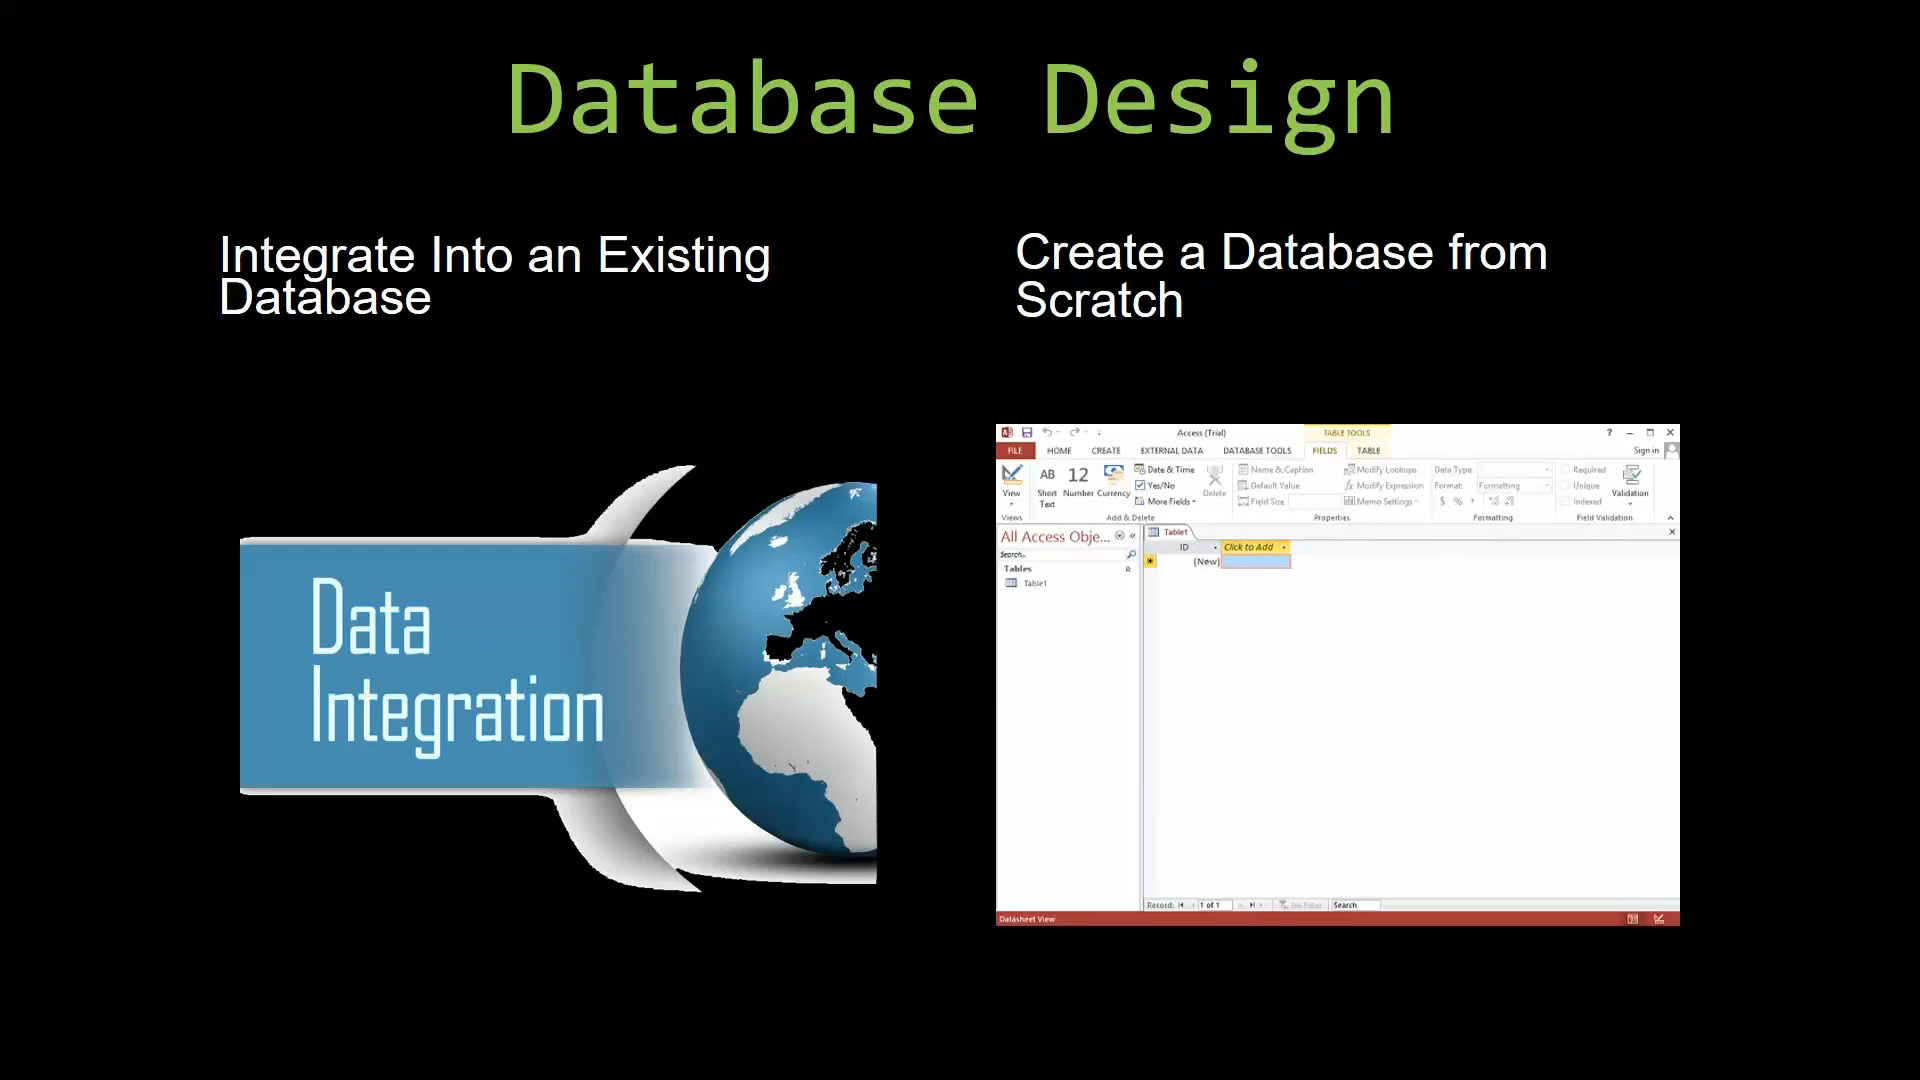 Database Design
Integrate Into an Existing
Database
Create a Database from
Scratch
Data
Integration
Access (Trial)
TABLE TOOLS
?
FILE HOME CREATE EXTERNAL DATA DATABASE TOOLS FIELDS TABLE
Sign in
View
AB
Short
Text
12
Number
Currency
Date & Time
Yes/No
More Fields
Delete
Name & Caption
Default Value
Field Size
Modify Lookups
Modify Expression
Memo Settings
Data Type:
Format: Formatting
$ %
Required
Unique
Indexed
Validation
Views
Add & Delete
Properties
Formatting
Field Validation
All Access Obje...
Search...
Tables
Table1
Table1
ID Click to Add
(New)
Record: 1 of 1 No Filter Search
Datasheet View